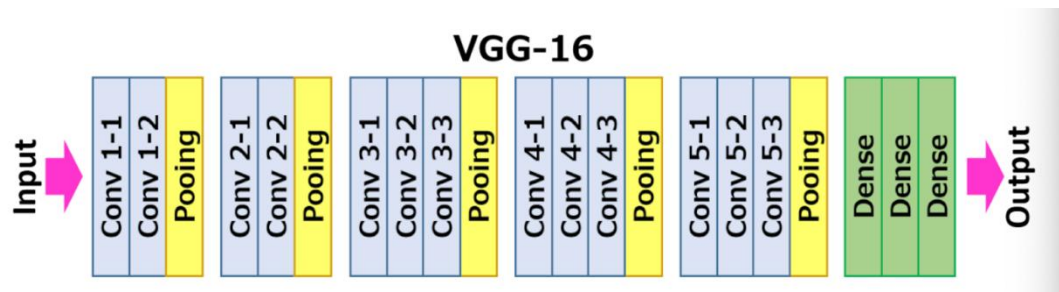 VGG-16
Input
Conv 1-1
Conv 1-2
Pooing
Conv 2-1
Conv 2-2
Pooing
Conv 3-1
Conv 3-2
Conv 3-3
Pooing
Conv 4-1
Conv 4-2
Conv 4-3
Pooing
Conv 5-1
Conv 5-2
Conv 5-3
Pooing
Dense
Dense
Dense
Output